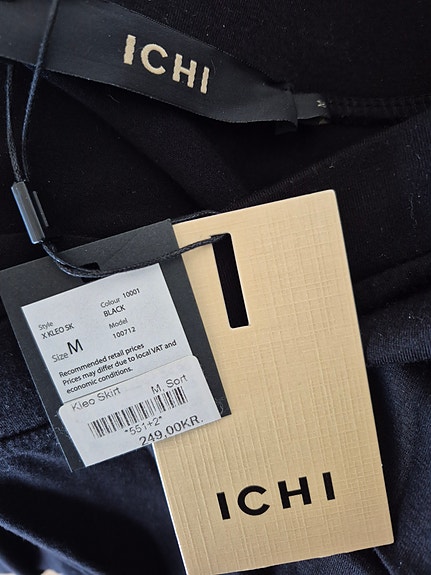 ICHI
M
Style
X KLEO SK
Colour 10001
BLACK
Size M
Model
100712
Recommended retail prices
Prices may differ due to local VAT and
economic conditions.
Kleo Skirt M. Sort
*551+2*
249,00KR.
ICHI